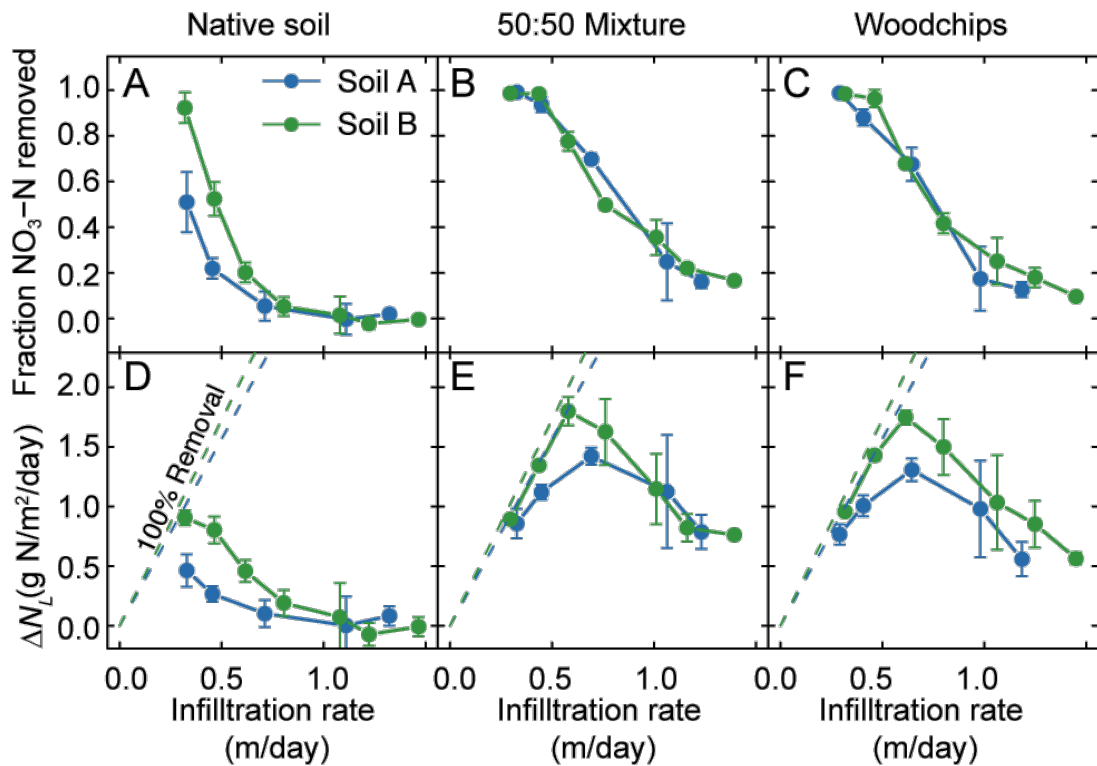 Native soil
50:50 Mixture
Woodchips
Fraction NO₃−N removed
1.0
0.8
0.6
0.4
0.2
0.0
A
Soil A
Soil B
B
C
ΔN_L(g N/m²/day)
2.0
1.5
1.0
0.5
0.0
D
100% Removal
E
F
0.0 0.5 1.0
0.0 0.5 1.0
0.0 0.5 1.0
Infilltration rate
(m/day)
Infilltration rate
(m/day)
Infilltration rate
(m/day)